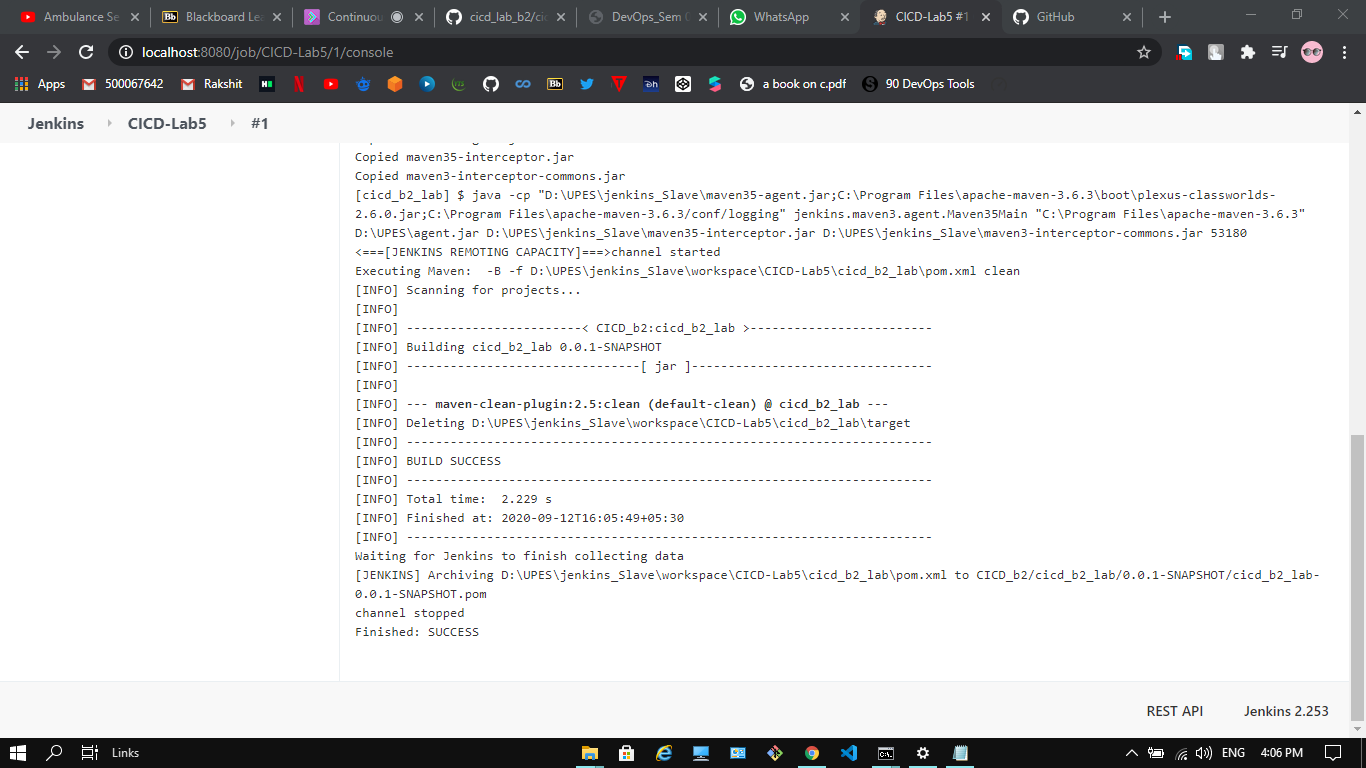 Ambulance Se
Blackboard Lea
Continuou
cicd_lab_b2/cic
DevOps_Sem
WhatsApp
CICD-Lab5 #1
GitHub
localhost:8080/job/CICD-Lab5/1/console
Apps
500067642
Rakshit
a book on c.pdf
90 DevOps Tools
Jenkins
CICD-Lab5
#1
Copied maven35-interceptor.jar
Copied maven3-interceptor-commons.jar
[cicd_b2_lab] $ java -cp "D:\UPES\jenkins_Slave\maven35-agent.jar;C:\Program Files\apache-maven-3.6.3\boot\plexus-classworlds-
2.6.0.jar;C:\Program Files\apache-maven-3.6.3/conf/logging" jenkins.maven3.agent.Maven35Main "C:\Program Files\apache-maven-3.6.3"
D:\UPES\agent.jar D:\UPES\jenkins_Slave\maven35-interceptor.jar D:\UPES\jenkins_Slave\maven3-interceptor-commons.jar 53180
<===[JENKINS REMOTING CAPACITY]===>channel started
Executing Maven:  -B -f D:\UPES\jenkins_Slave\workspace\CICD-Lab5\cicd_b2_lab\pom.xml clean
[INFO] Scanning for projects...
[INFO]
[INFO] ------------------------< CICD_b2:cicd_b2_lab >-------------------------
[INFO] Building cicd_b2_lab 0.0.1-SNAPSHOT
[INFO] --------------------------------[ jar ]---------------------------------
[INFO]
[INFO] --- maven-clean-plugin:2.5:clean (default-clean) @ cicd_b2_lab ---
[INFO] Deleting D:\UPES\jenkins_Slave\workspace\CICD-Lab5\cicd_b2_lab\target
[INFO] ------------------------------------------------------------------------
[INFO] BUILD SUCCESS
[INFO] ------------------------------------------------------------------------
[INFO] Total time:  2.229 s
[INFO] Finished at: 2020-09-12T16:05:49+05:30
[INFO] ------------------------------------------------------------------------
Waiting for Jenkins to finish collecting data
[JENKINS] Archiving D:\UPES\jenkins_Slave\workspace\CICD-Lab5\cicd_b2_lab\pom.xml to CICD_b2/cicd_b2_lab/0.0.1-SNAPSHOT/cicd_b2_lab-
0.0.1-SNAPSHOT.pom
channel stopped
Finished: SUCCESS
REST API
Jenkins 2.253
Links
ENG
4:06 PM